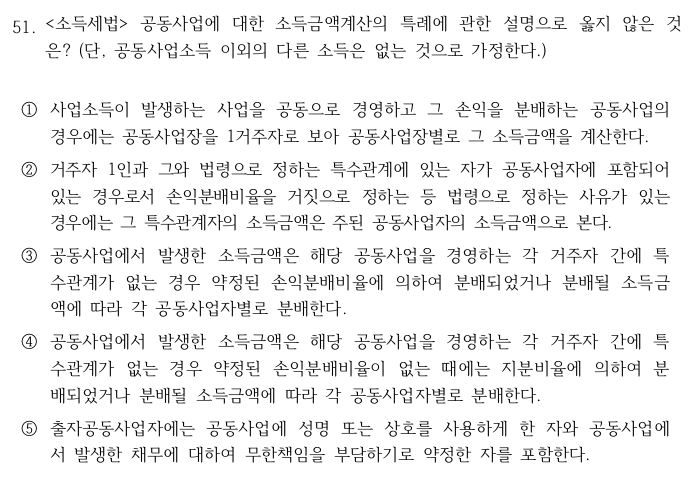 51. <소득세법> 공동사업에 대한 소득금액계산의 특례에 관한 설명으로 옳지 않은 것
은? (단, 공동사업소득 이외의 다른 소득은 없는 것으로 가정한다.)
① 사업소득이 발생하는 사업을 공동으로 경영하고 그 손익을 분배하는 공동사업의
경우에는 공동사업장을 1거주자로 보아 공동사업장별로 그 소득금액을 계산한다.
② 거주자 1인과 그와 법령으로 정하는 특수관계에 있는 자가 공동사업자에 포함되어
있는 경우로서 손익분배비율을 거짓으로 정하는 등 법령으로 정하는 사유가 있는
경우에는 그 특수관계자의 소득금액은 주된 공동사업자의 소득금액으로 본다.
③ 공동사업에서 발생한 소득금액은 해당 공동사업을 경영하는 각 거주자 간에 특
수관계가 없는 경우 약정된 손익분배비율에 의하여 분배되었거나 분배될 소득금
액에 따라 각 공동사업자별로 분배한다.
④ 공동사업에서 발생한 소득금액은 해당 공동사업을 경영하는 각 거주자 간에 특
수관계가 없는 경우 약정된 손익분배비율이 없는 때에는 지분비율에 의하여 분
배되었거나 분배될 소득금액에 따라 각 공동사업자별로 분배한다.
⑤ 출자공동사업자에는 공동사업에 성명 또는 상호를 사용하게 한 자와 공동사업에
서 발생한 채무에 대하여 무한책임을 부담하기로 약정한 자를 포함한다.